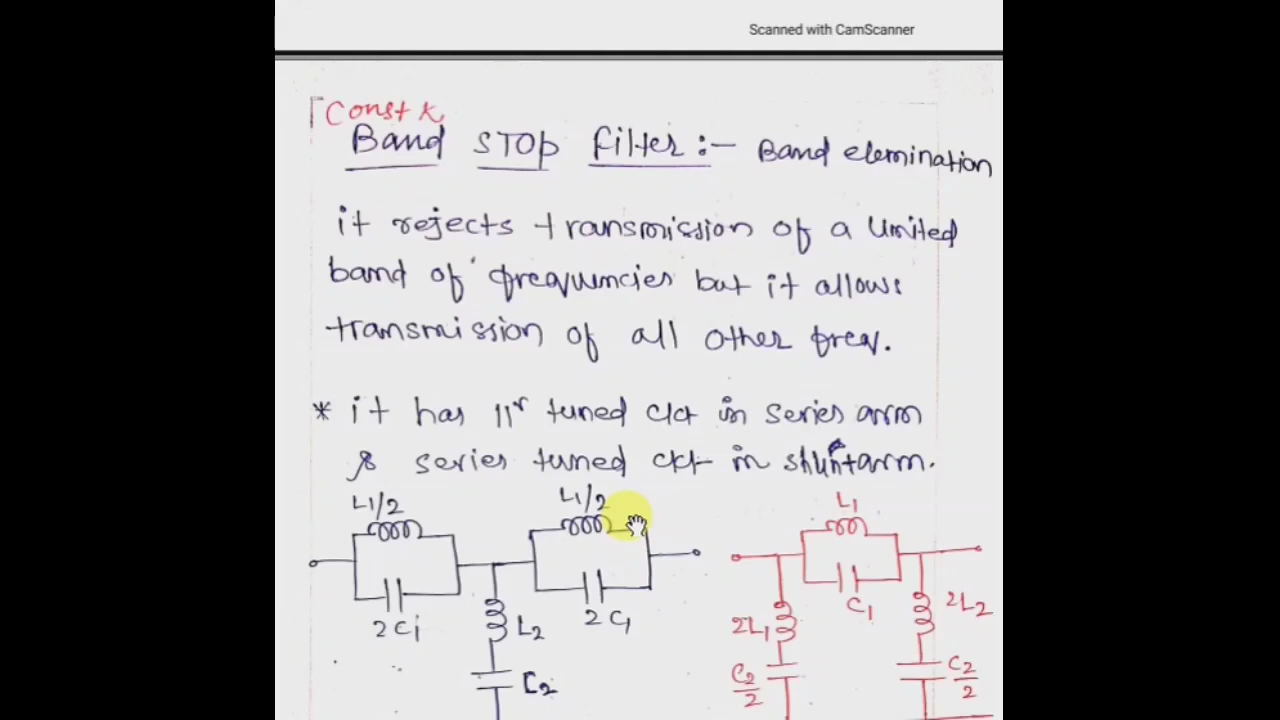 Scanned with CamScanner
Const K
Band STOP Filter :- Band elemination
it rejects transmission of a limited
band of frequencies but it allows
transmission of all other freq.
* it has 11r tuned ckt in series arm
& series tuned ckt in shunt arm.
L1/2
L1/2
L1
2C1
2C1
C1
L2
C2
2L1
2L2
C2/2
C2/2